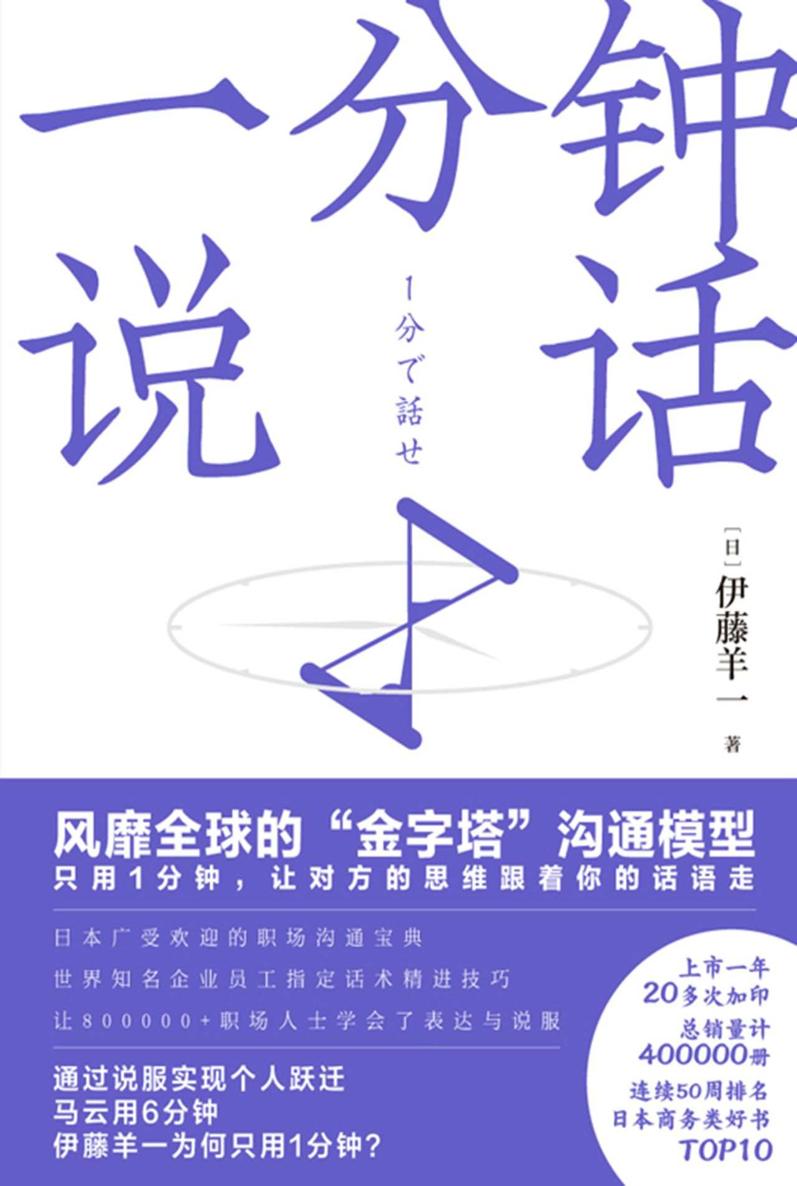 一分钟
说话
1分で話せ
[日]伊藤羊一 著
风靡全球的“金字塔”沟通模型
只用1分钟，让对方的思维跟着你的话语走
日本广受欢迎的职场沟通宝典
世界知名企业员工指定话术精进技巧
让800000+职场人士学会了表达与说服
通过说服实现个人跃迁
马云用6分钟
伊藤羊一为何只用1分钟？
上市一年
20多次加印
总销量计
400000册
连续50周排名
日本商务类好书
TOP10